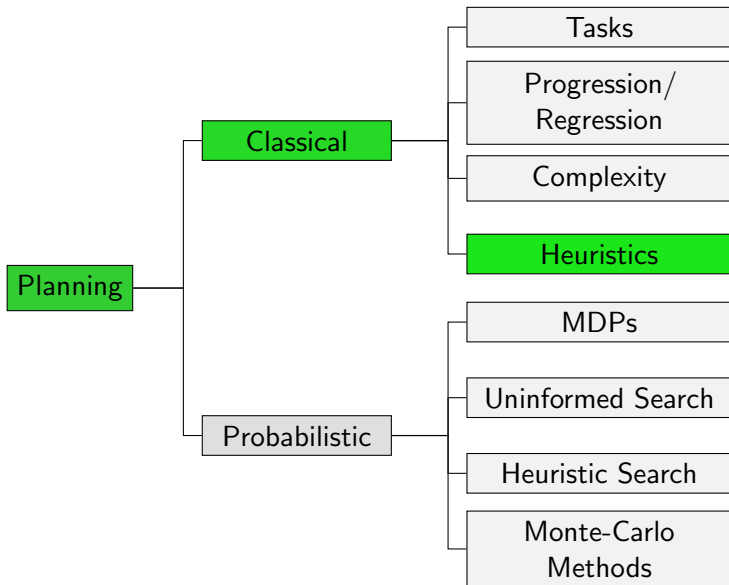 Tasks
Progression/
Regression
Classical
Complexity
Heuristics
Planning
MDPs
Uninformed Search
Probabilistic
Heuristic Search
Monte-Carlo
Methods